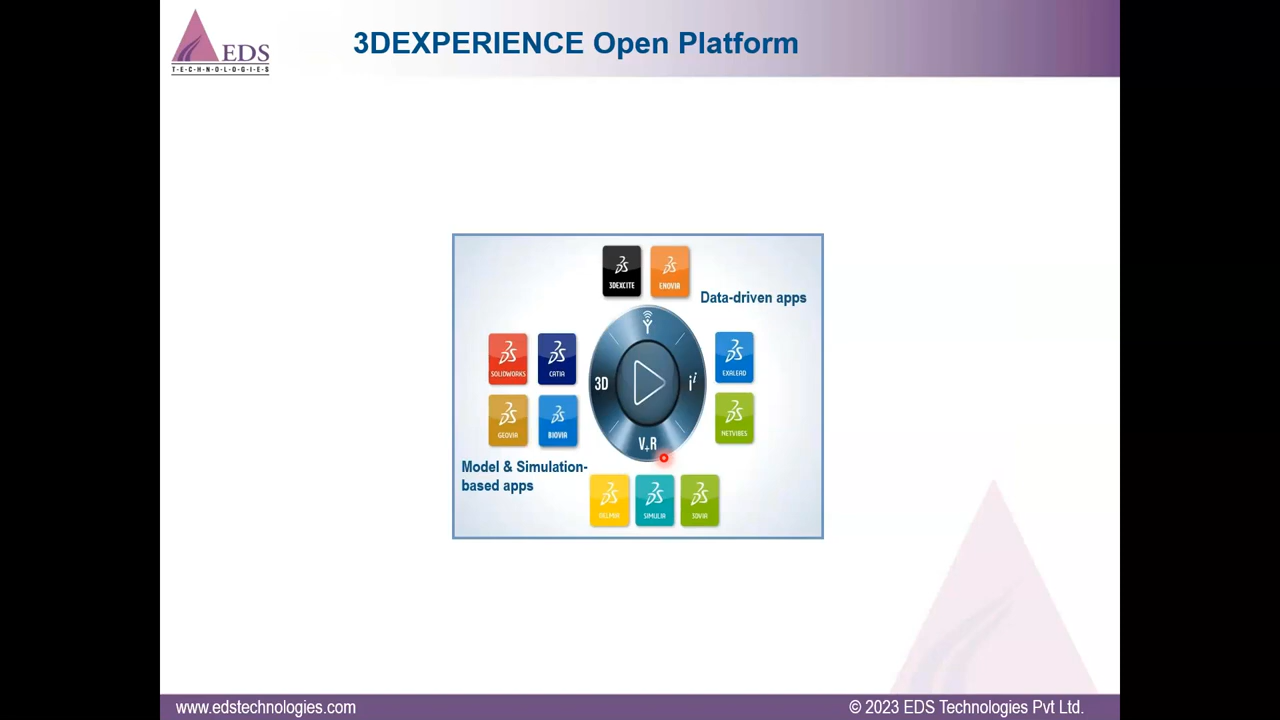 EDS
T·E·C·H·N·O·L·O·G·I·E·S
3DEXPERIENCE Open Platform
3DEXCITE
ENOVIA
Data-driven apps
SOLIDWORKS
CATIA
3D
i
V+R
EXALEAD
GEOVIA
BIOVIA
NETVIBES
Model & Simulation-
based apps
DELMIA
SIMULIA
3DVIA
www.edstechnologies.com
© 2023 EDS Technologies Pvt Ltd.